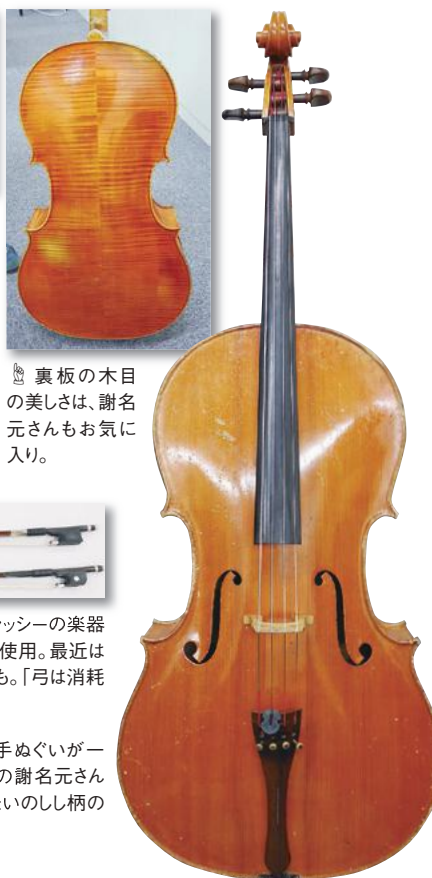 裏板の木目
の美しさは、謝名
元さんもお気に
入り。
ッシーの楽器
使用。最近は
も。「弓は消耗
手ぬぐいが一
の謝名元さん
いのしし柄の